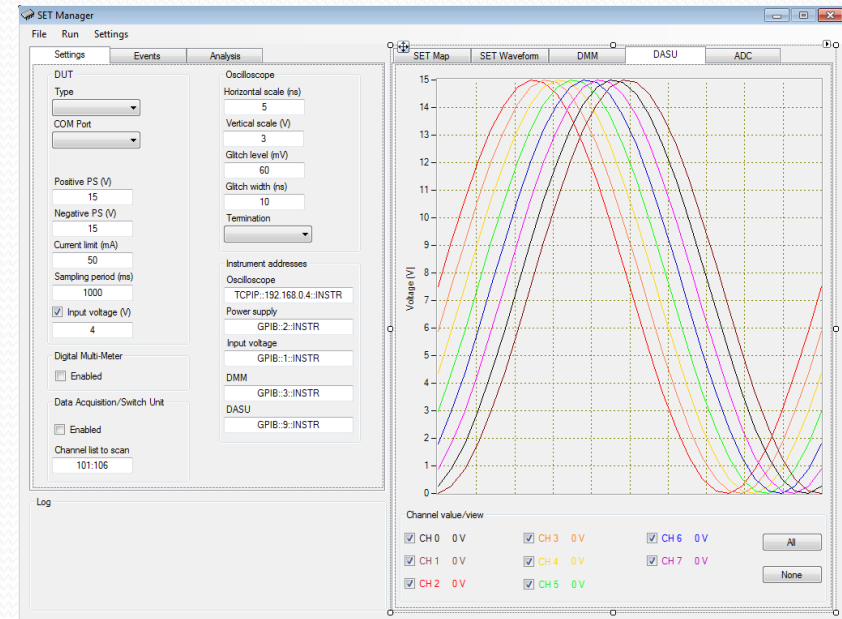 SET Manager
File Run Settings
Settings Events Analysis
DUT
Type
COM Port
Positive PS (V)
15
Negative PS (V)
15
Current limit (mA)
50
Sampling period (ms)
1000
Input voltage (V)
4
Digital Multi-Meter
Enabled
Data Acquisition/Switch Unit
Enabled
Channel list to scan
101:106
Oscilloscope
Horizontal scale (ns)
5
Vertical scale (V)
3
Glitch level (mV)
60
Glitch width (ns)
10
Termination
Instrument addresses
Oscilloscope
TCPIP::192.168.0.4::INSTR
Power supply
GPIB::2::INSTR
Input voltage
GPIB::1::INSTR
DMM
GPIB::3::INSTR
DASU
GPIB::9::INSTR
Log
SET Map SET Waveform DMM DASU ADC
Voltage [V]
15
14
13
12
11
10
9
8
7
6
5
4
3
2
1
0
Channel value/view
CH 0 0 V CH 3 0 V CH 6 0 V
CH 1 0 V CH 4 0 V CH 7 0 V
CH 2 0 V CH 5 0 V
All
None